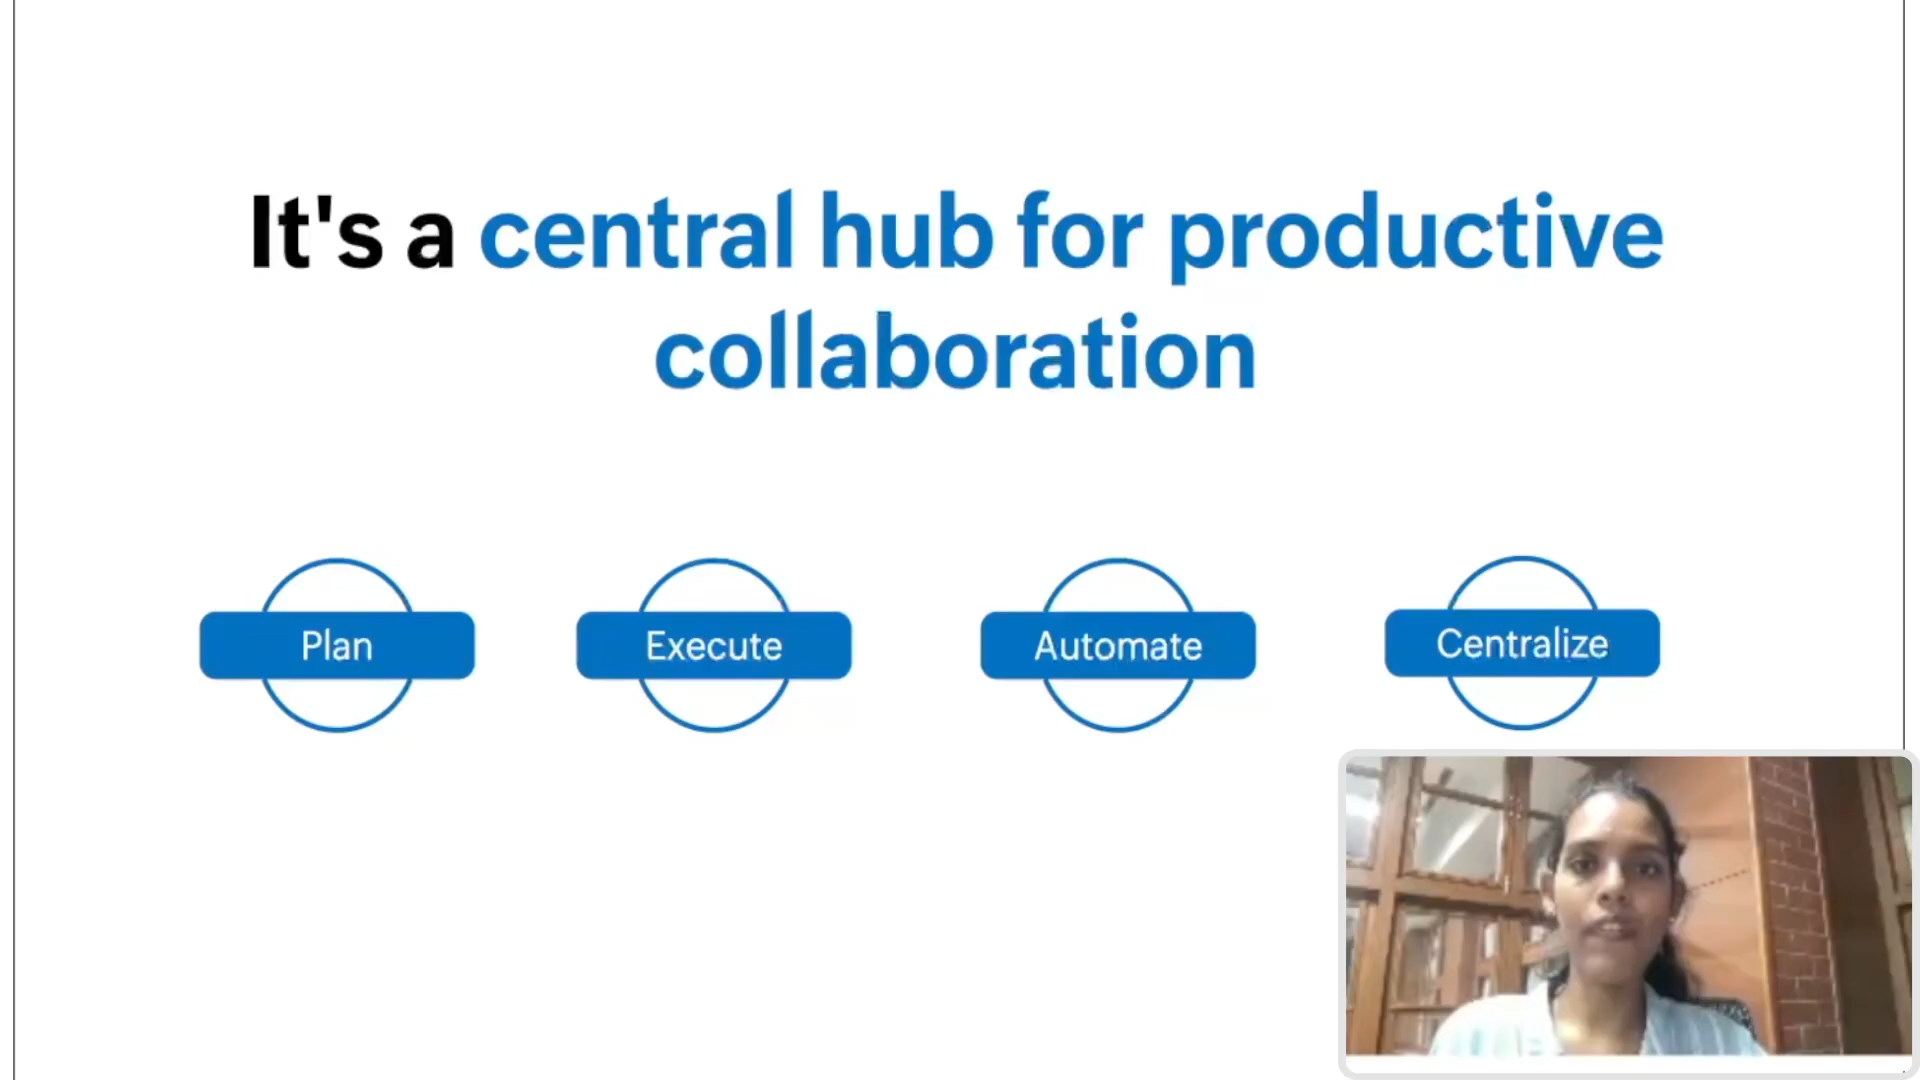 It's a central hub for productive
collaboration
Plan
Execute
Automate
Centralize